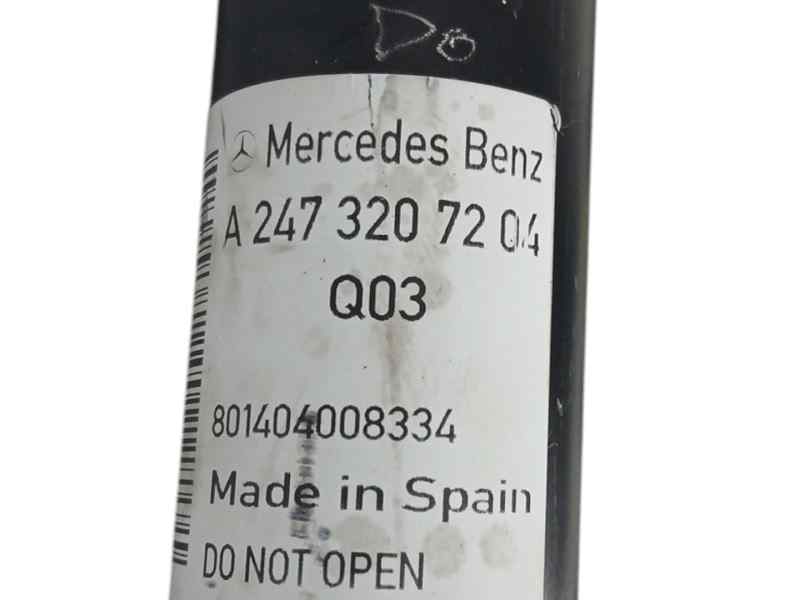 Do
Mercedes Benz
A 247 320 72 04
Q03
801404008334
Made in Spain
DO NOT OPEN